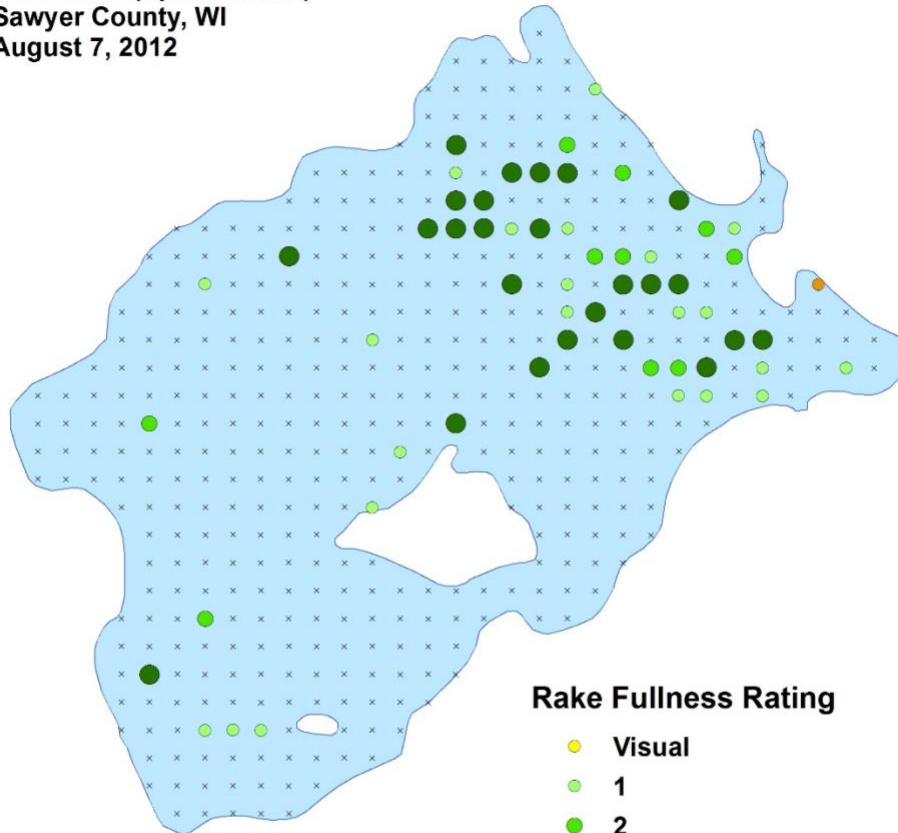 Sawyer County, WI
August 7, 2012
Rake Fullness Rating
Visual
1
2